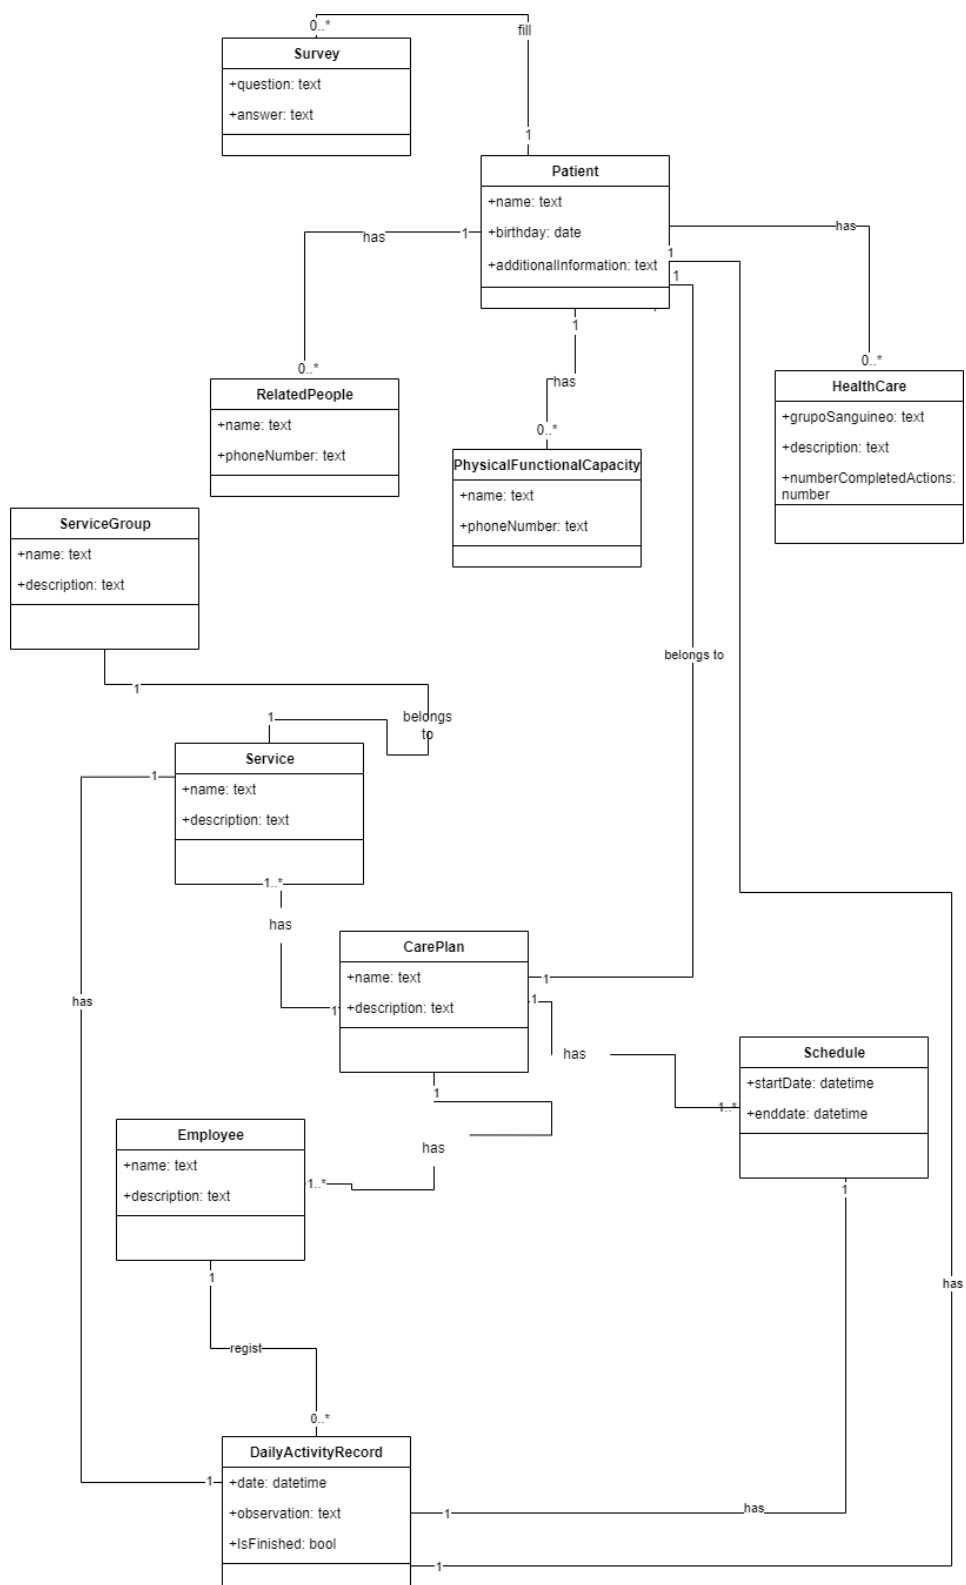 0..*
fill
Survey
+question: text
+answer: text
1
Patient
+name: text
+birthday: date
+additionalInformation: text
has
1
has
1
1
1
0..*
has
0..*
0..*
RelatedPeople
+name: text
+phoneNumber: text
HealthCare
+grupoSanguineo: text
+description: text
+numberCompletedActions:
number
PhysicalFunctionalCapacity
+name: text
+phoneNumber: text
ServiceGroup
+name: text
+description: text
belongs to
1
1
belongs
to
Service
+name: text
+description: text
1
1..*
has
CarePlan
+name: text
+description: text
1
1
1
has
has
Schedule
+startDate: datetime
+enddate: datetime
1..*
1
has
Employee
+name: text
+description: text
1..*
1
1
has
regist
0..*
DailyActivityRecord
+date: datetime
+observation: text
+IsFinished: bool
1
1
has
1